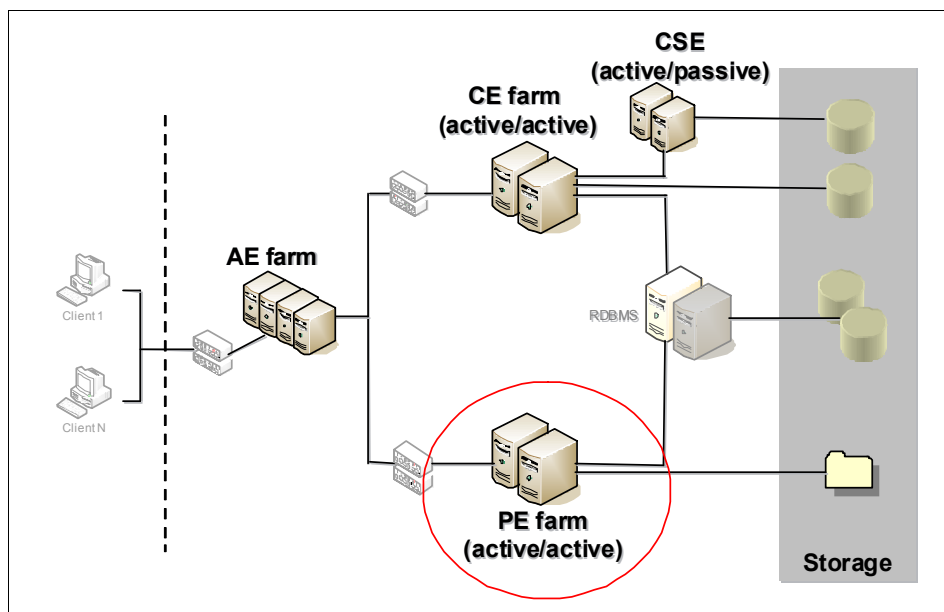 CSE
(active/passive)
CE farm
(active/active)
AE farm
Client 1
RDBMS
Client N
PE farm
(active/active)
Storage